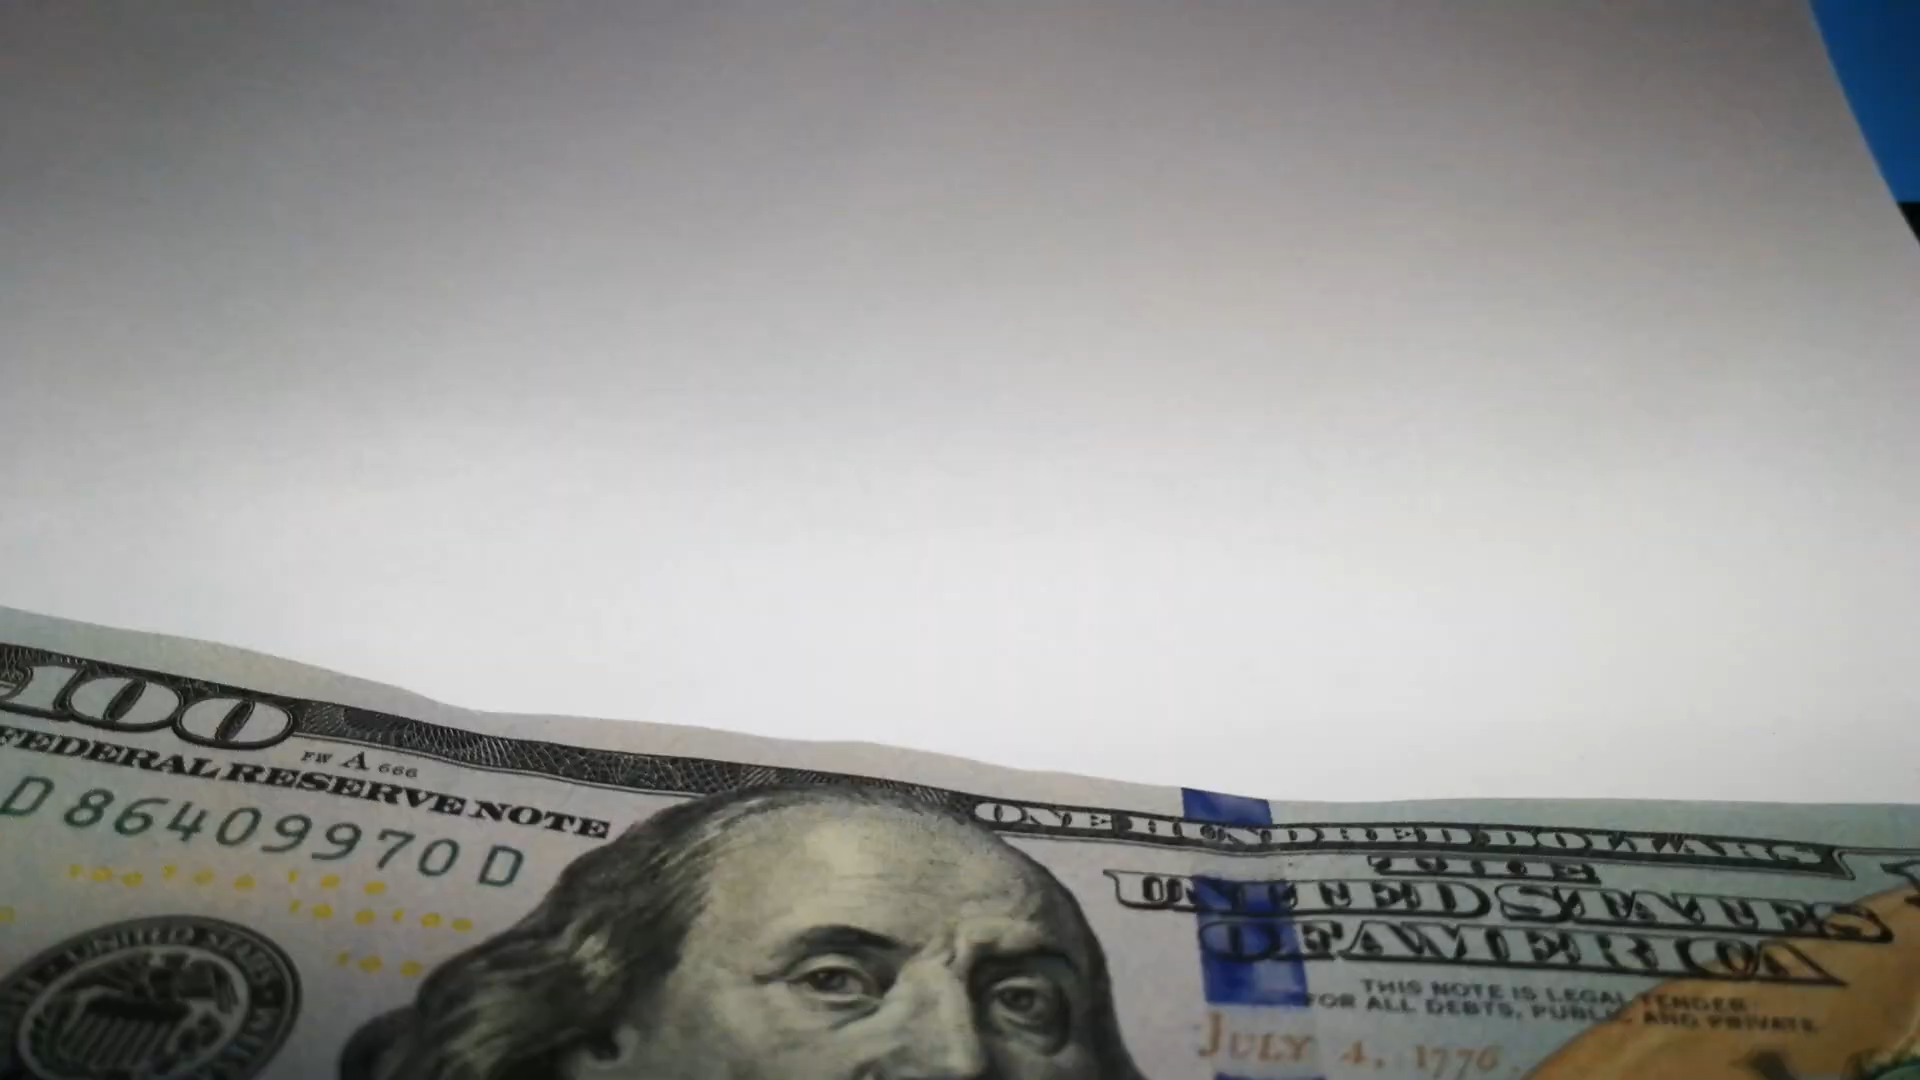 100
FW A 666
FEDERAL RESERVE NOTE
D 86409970 D
ONE HUNDRED DOLLARS
THE
UNITED STATES
OF AMERICA
THIS NOTE IS LEGAL TENDER
FOR ALL DEBTS, PUBLIC AND PRIVATE
JULY 4, 1776.